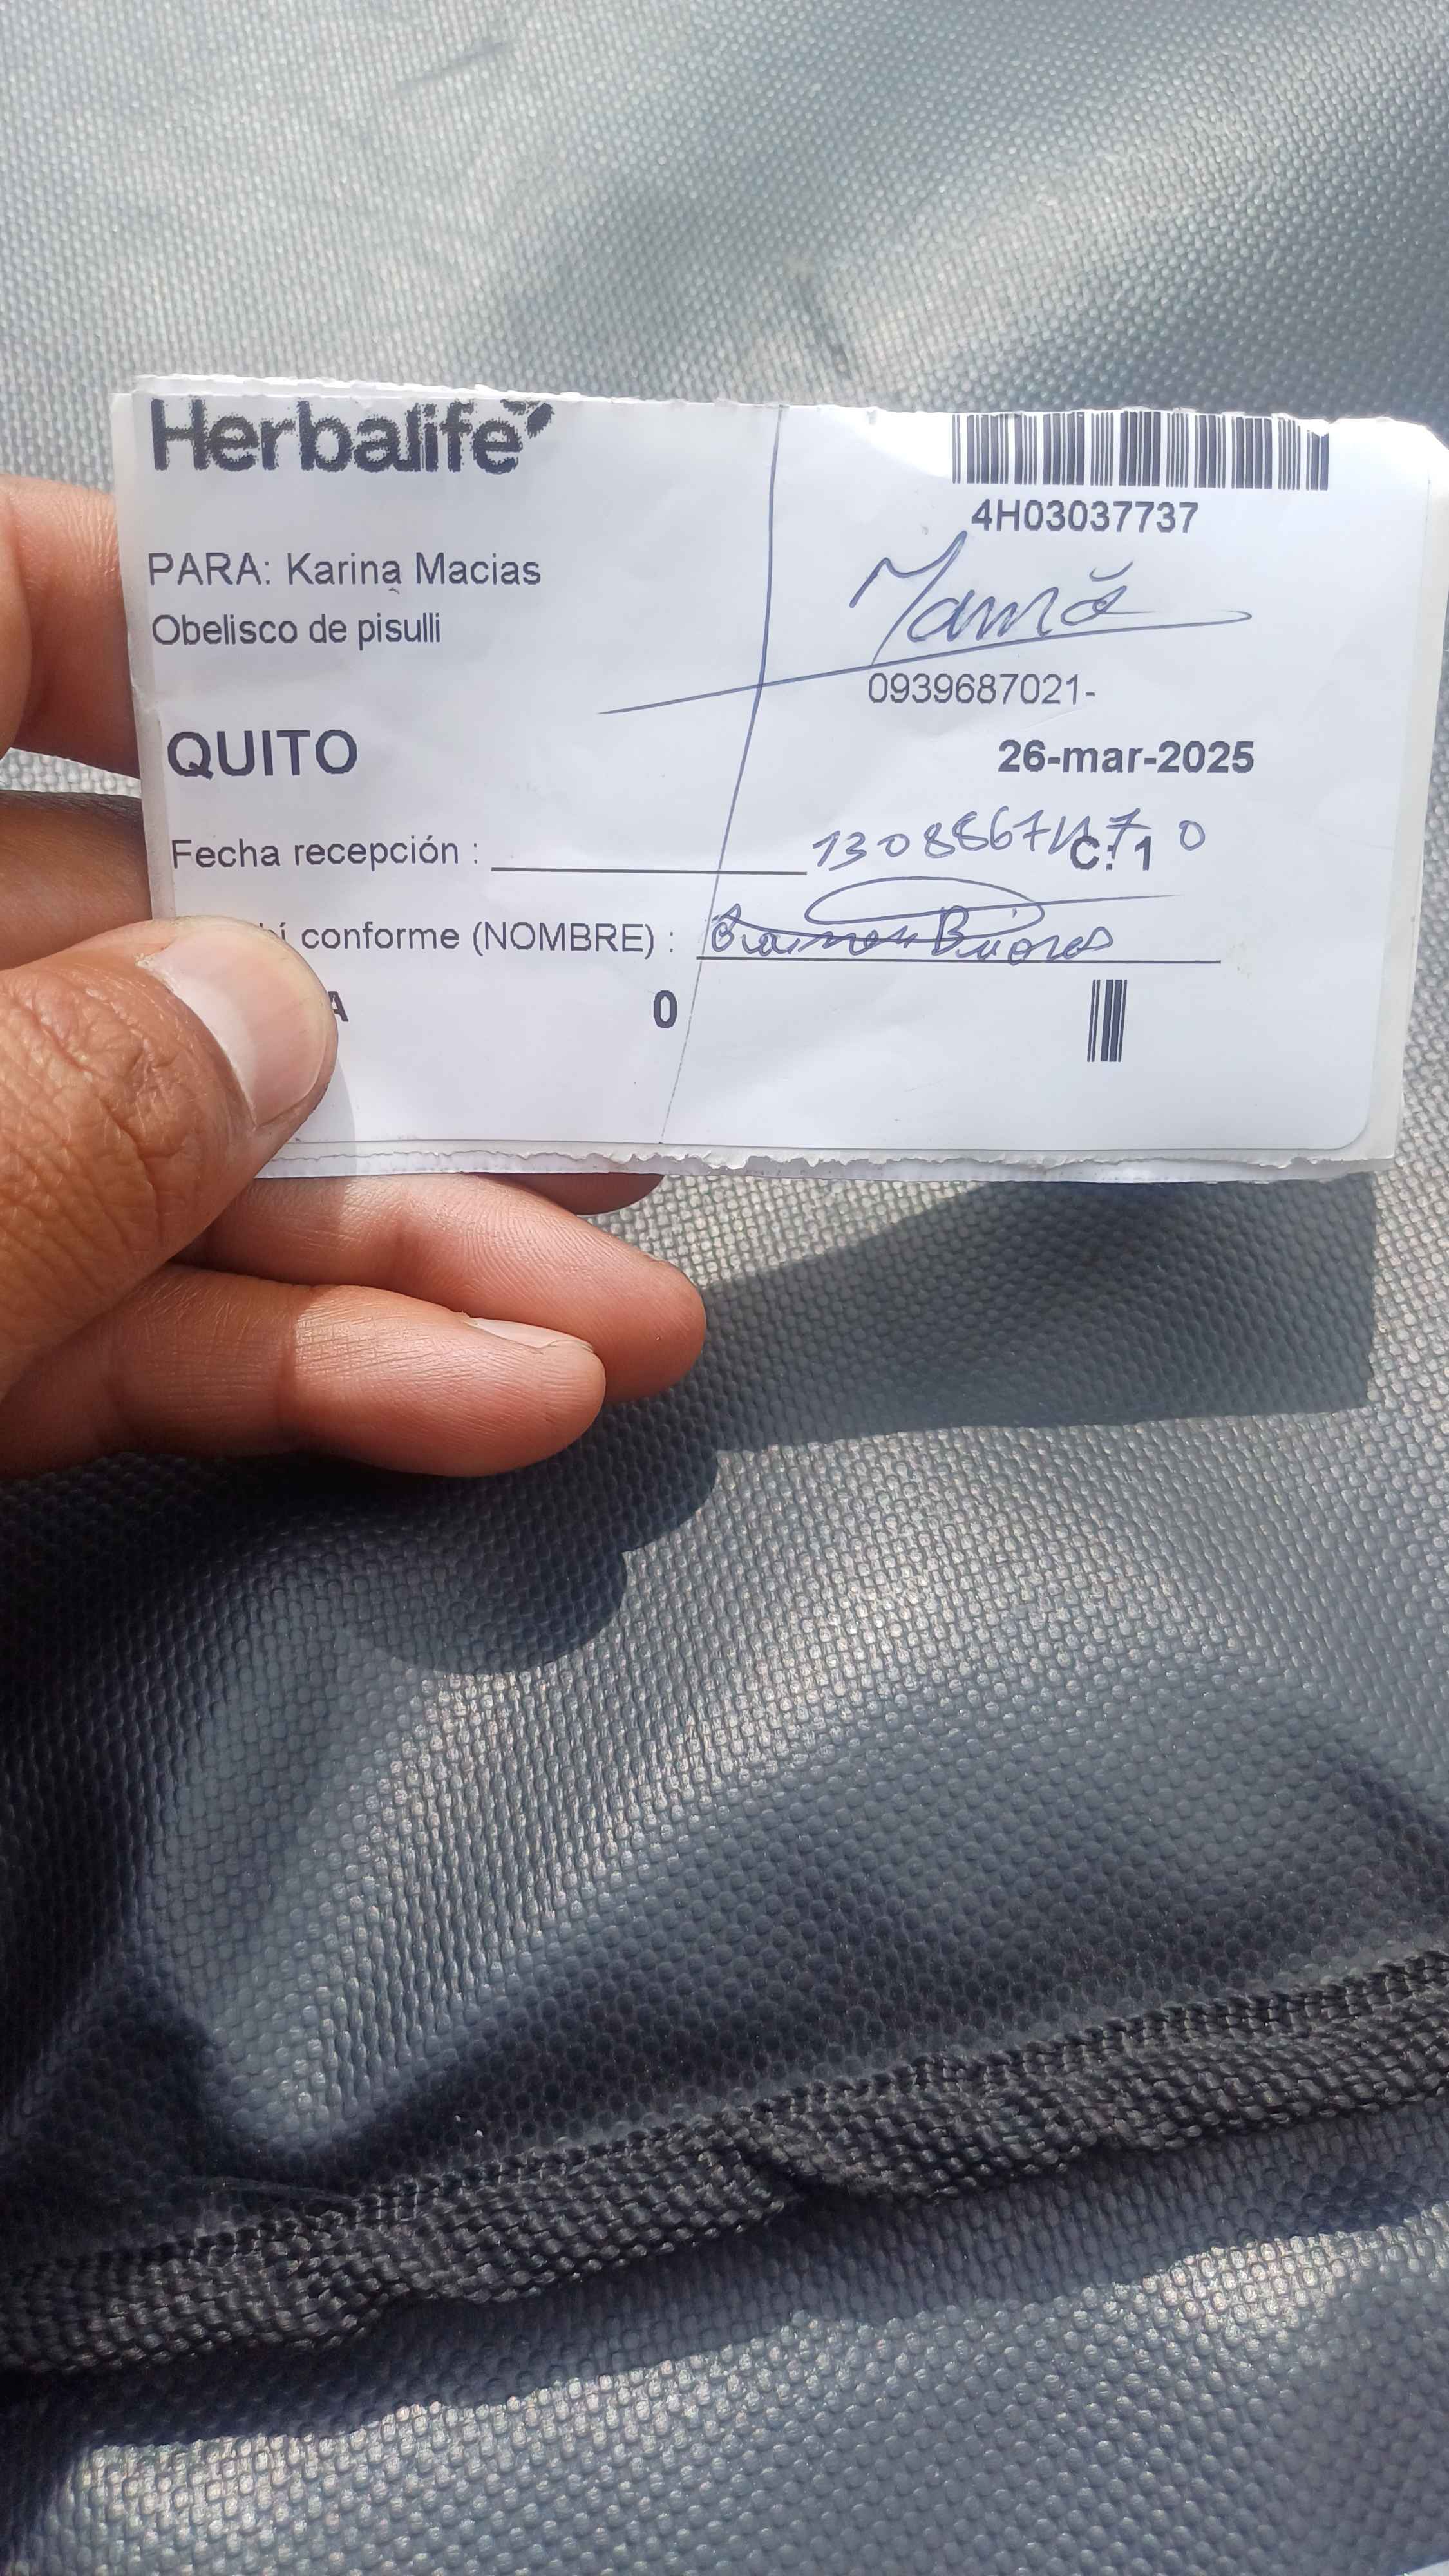 Herbalife
4H03037737
PARA: Karina Macias
Mamá
Obelisco de pisulli
0939687021-
QUITO
26-mar-2025
Fecha recepción :
C: 1
conforme (NOMBRE) :
0